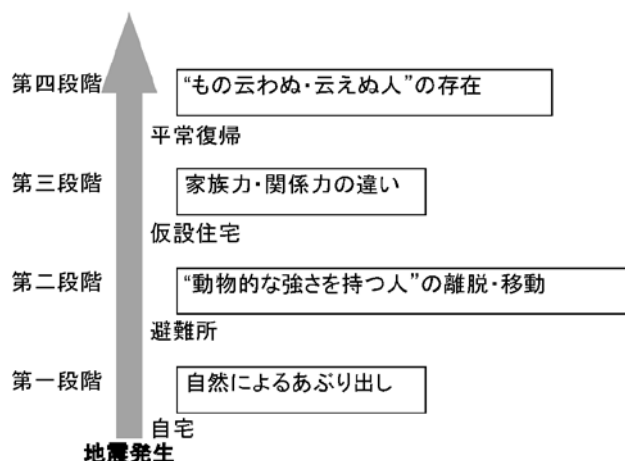 第四段階
“もの云わぬ・云えぬ人”の存在
平常復帰
第三段階
家族力・関係力の違い
仮設住宅
第二段階
“動物的な強さを持つ人”の離脱・移動
避難所
第一段階
自然によるあぶり出し
自宅
地震発生